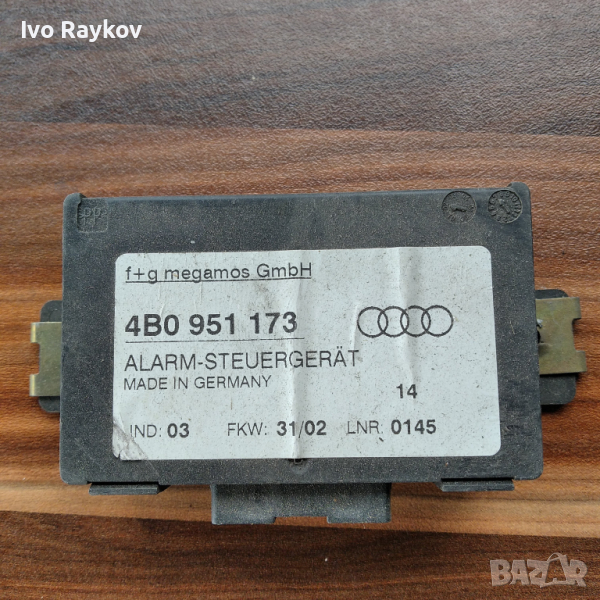 Ivo Raykov
f+g megamos GmbH
4B0 951 173
ALARM-STEUERGERÄT
MADE IN GERMANY
14
IND: 03 FKW: 31/02 LNR: 0145
BAZAR